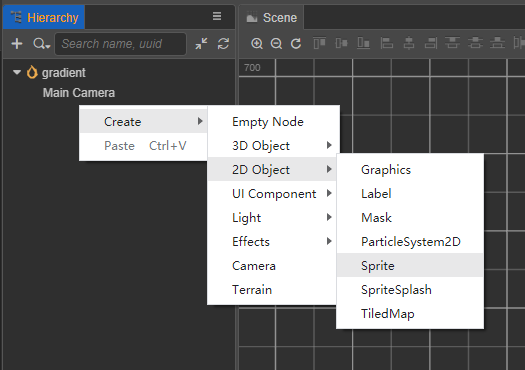 Hierarchy
Scene
Search name, uuid
gradient
700
Main Camera
Create
Paste Ctrl+V
Empty Node
3D Object
2D Object
UI Component
Light
Effects
Camera
Terrain
Graphics
Label
Mask
ParticleSystem2D
Sprite
SpriteSplash
TiledMap